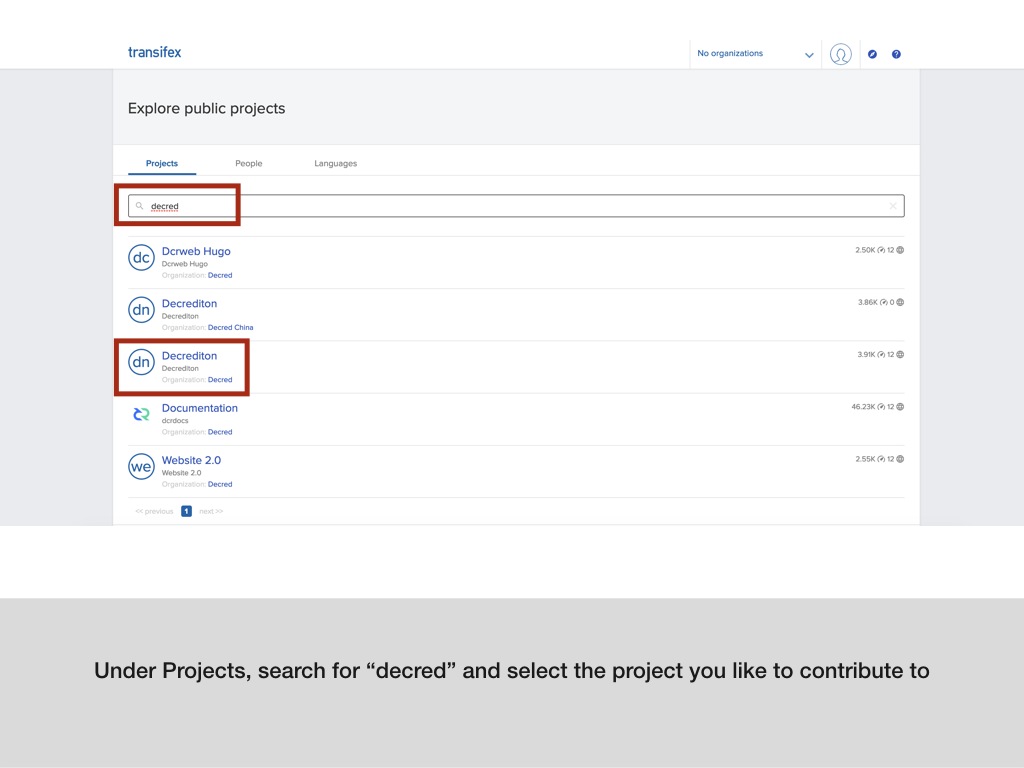 transifex
No organizations
Explore public projects
Projects People Languages
decred
dc
Dcrweb Hugo
Dcrweb Hugo
Organization: Decred
2.50K 12
dn
Decrediton
Decrediton
Organization: Decred China
3.86K 0
dn
Decrediton
Decrediton
Organization: Decred
3.91K 12
Documentation
dcrdocs
Organization: Decred
46.23K 12
we
Website 2.0
Website 2.0
Organization: Decred
2.55K 12
<< previous 1 next >>
Under Projects, search for “decred” and select the project you like to contribute to